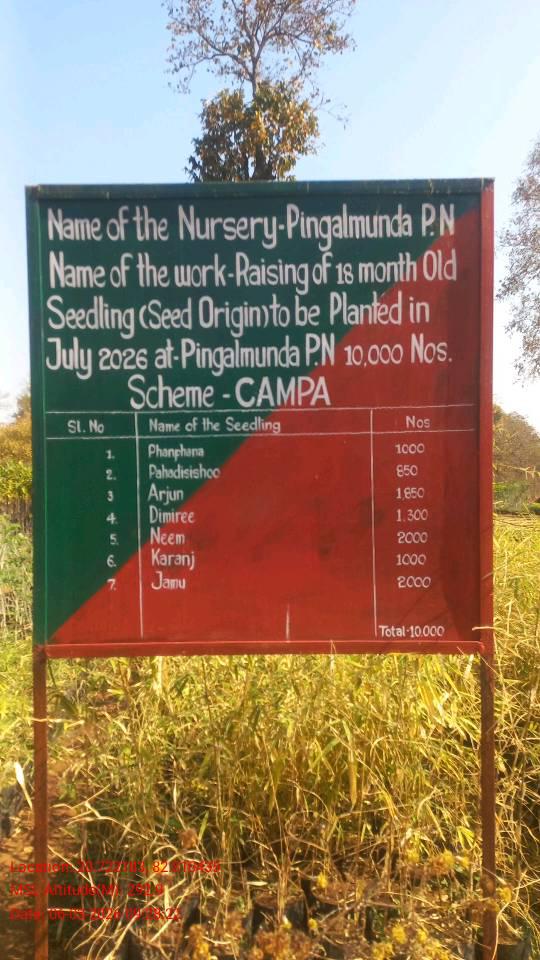 Name of the Nursery-Pingalmunda P.N
Name of the work-Raising of 18 month Old
Seedling (Seed Origin) to be Planted in
July 2026 at-Pingalmunda P.N 10,000 Nos.
Scheme - CAMPA
Sl. No Name of the Seedling Nos
1. Phanphana 1000
2. Pahadisishoo 850
3 Arjun 1,850
4. Dimiree 1,300
5. Neem 2000
6. Karanj 1000
7. Jamu 2000
Total-10,000
Location:
Altitude(M):
Date: